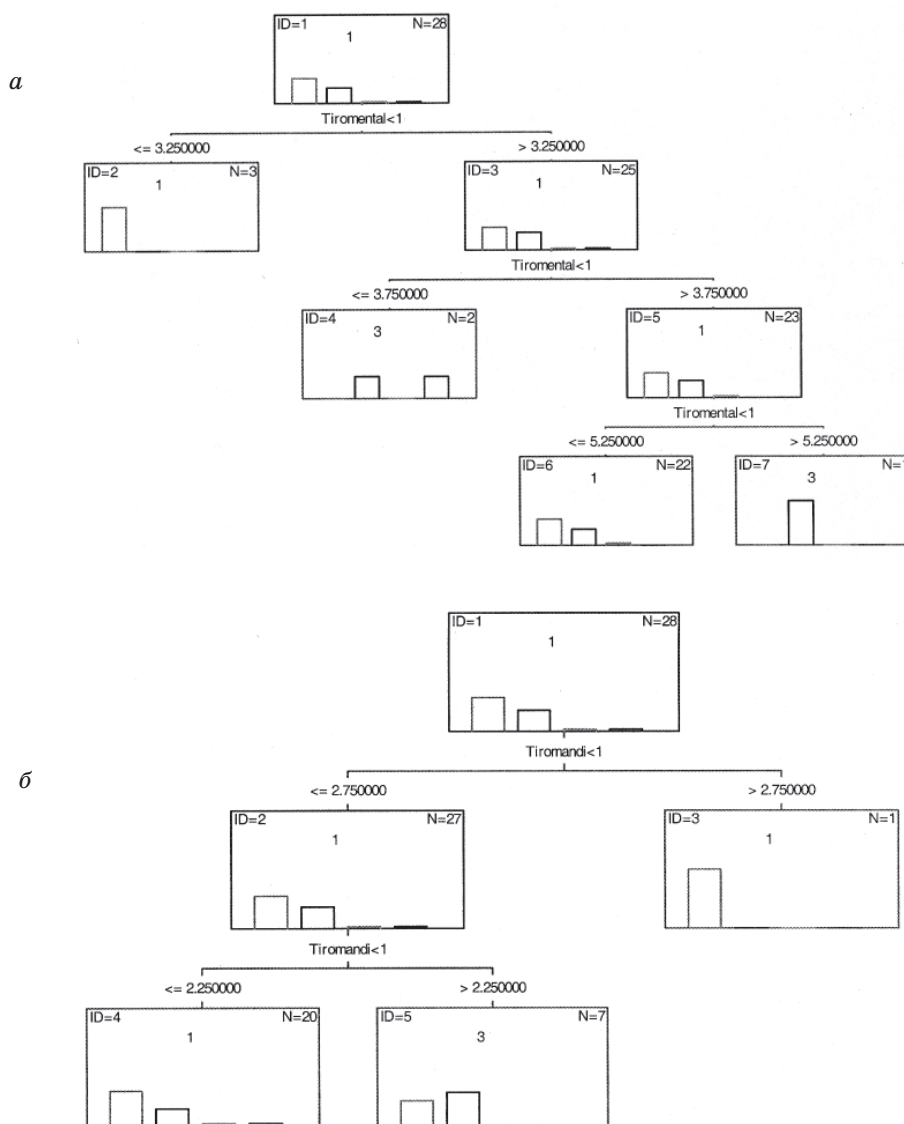 ID=1 N=28
1
а
Tiromental<1
<= 3.250000 > 3.250000
ID=2 N=3
1
ID=3 N=25
1
Tiromental<1
<= 3.750000 > 3.750000
ID=4 N=2
3
ID=5 N=23
1
Tiromental<1
<= 5.250000 > 5.250000
ID=6 N=22
1
ID=7 N=1
3
ID=1 N=28
1
Tiromandi<1
б
<= 2.750000 > 2.750000
ID=2 N=27
1
ID=3 N=1
1
Tiromandi<1
<= 2.250000 > 2.250000
ID=4 N=20
1
ID=5 N=7
3